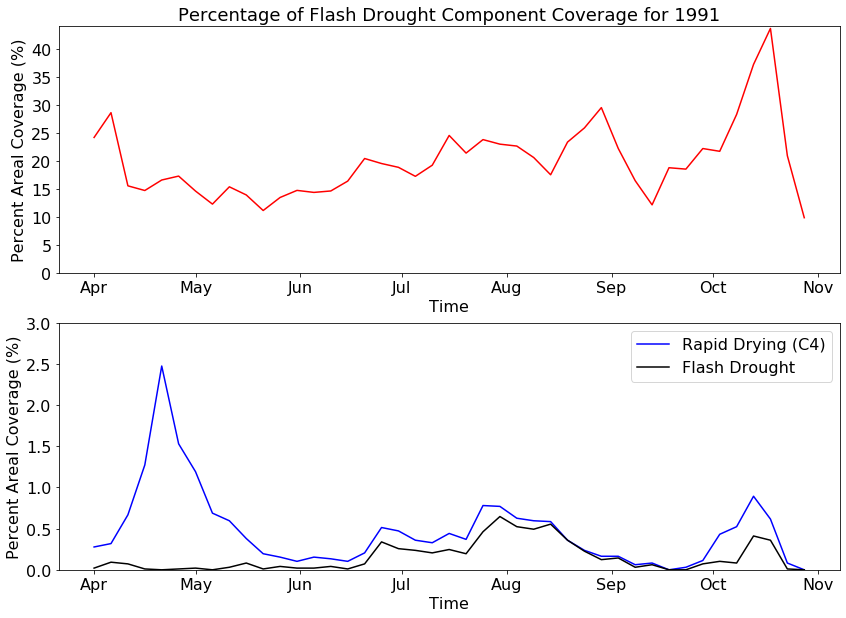 Percentage of Flash Drought Component Coverage for 1991
Percent Areal Coverage (%)
40
35
30
25
20
15
10
5
0
Apr May Jun Jul Aug Sep Oct Nov
Time
Percent Areal Coverage (%)
3.0
2.5
2.0
1.5
1.0
0.5
0.0
Rapid Drying (C4)
Flash Drought
Apr May Jun Jul Aug Sep Oct Nov
Time